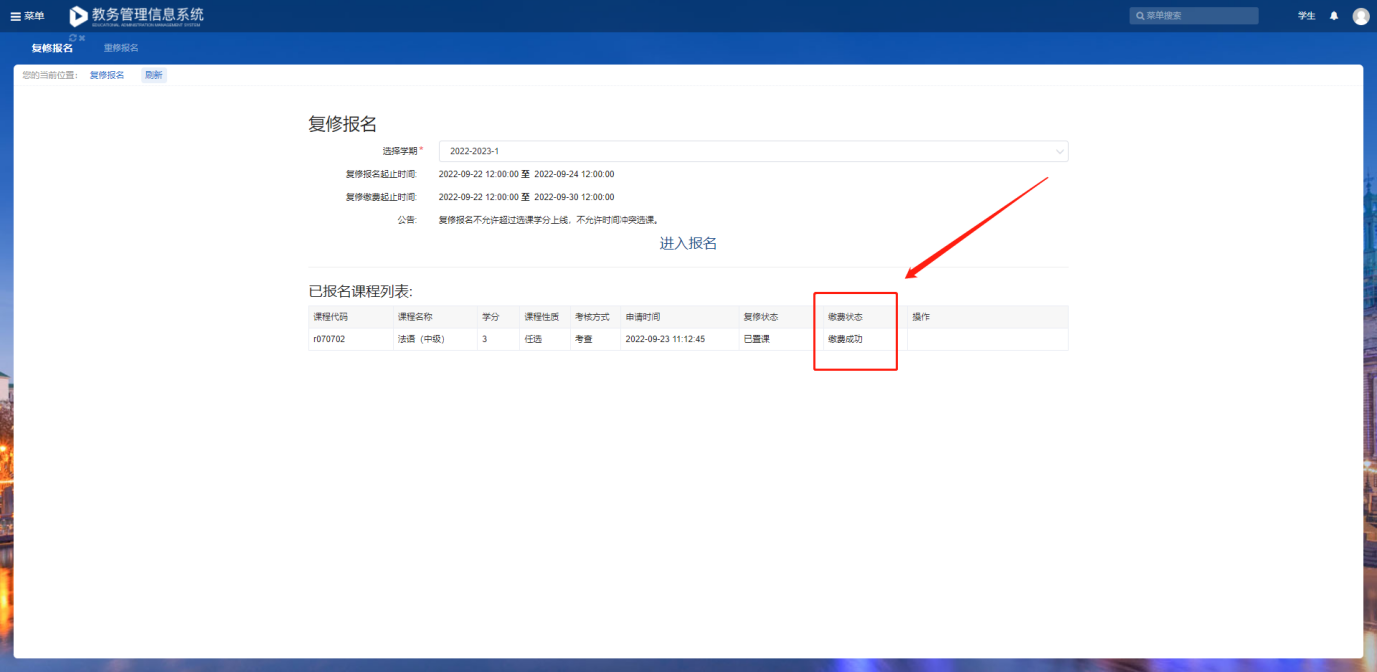 菜单
教务管理信息系统
EDUCATIONAL ADMINISTRATION MANAGEMENT SYSTEM
菜单搜索
学生
复修报名
重修报名
您的当前位置: 复修报名 刷新
复修报名
选择学期* 2022-2023-1
复修报名起止时间: 2022-09-22 12:00:00 至 2022-09-24 12:00:00
复修缴费起止时间: 2022-09-22 12:00:00 至 2022-09-30 12:00:00
公告: 复修报名不允许超过选课学分上线，不允许时间冲突选课。
进入报名
已报名课程列表:
课程代码 课程名称 学分 课程性质 考核方式 申请时间 复修状态 缴费状态 操作
r070702 法语（中级） 3 任选 考查 2022-09-23 11:12:45 已置课 缴费成功